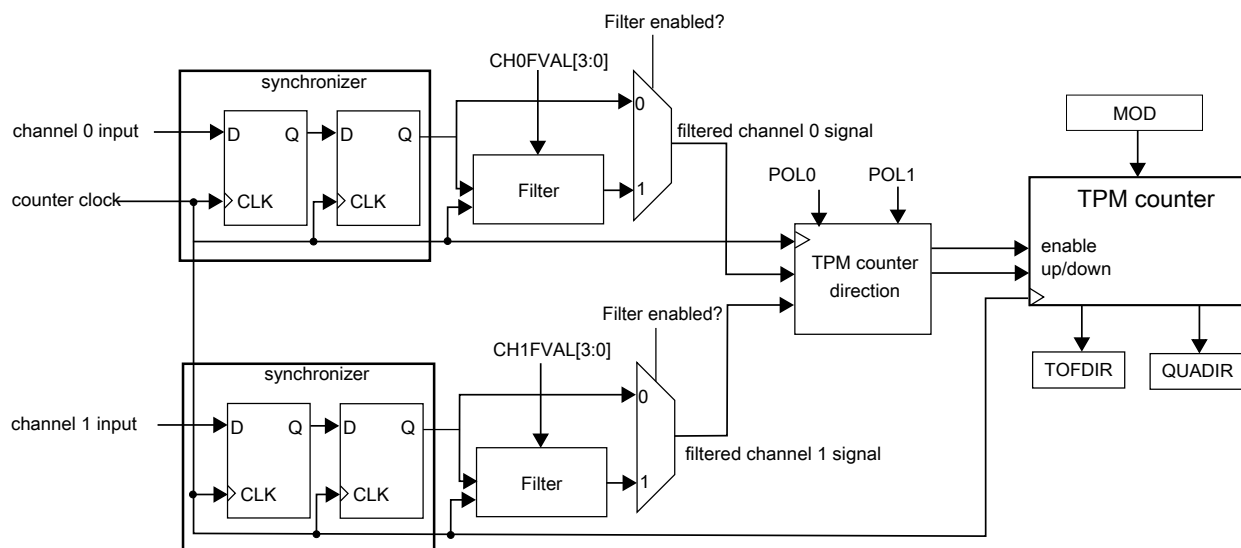 Filter enabled?
CH0FVAL[3:0]
synchronizer
0
channel 0 input
D
Q
D
Q
filtered channel 0 signal
MOD
Filter
1
POL0
POL1
counter clock
CLK
CLK
TPM counter
enable
up/down
TPM counter
direction
Filter enabled?
CH1FVAL[3:0]
synchronizer
TOFDIR
QUADIR
0
channel 1 input
D
Q
D
Q
filtered channel 1 signal
Filter
1
CLK
CLK